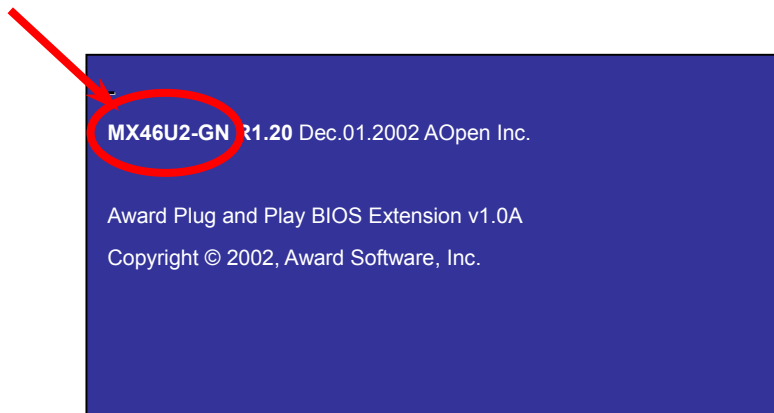 MX46U2-GN R1.20 Dec.01.2002 AOpen Inc.
Award Plug and Play BIOS Extension v1.0A
Copyright © 2002, Award Software, Inc.